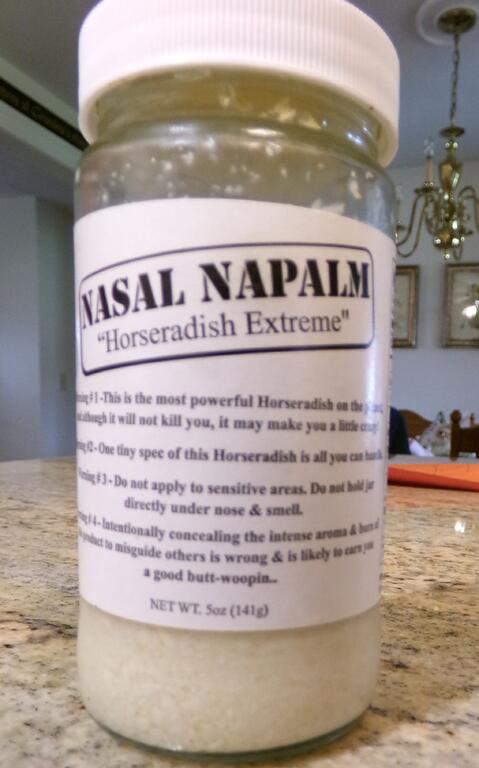 NASAL NAPALM
"Horseradish Extreme"
#1-This is the most powerful Horseradish on the
although it will not kill you, it may make you a little
#2-One tiny spec of this Horseradish is all you can
#3- Do not apply to sensitive areas. Do not hold jar
directly under nose & smell.
#4- Intentionally concealing the intense aroma & burn of
product to misguide others is wrong & is likely to earn you
a good butt-woopin..
NET WT. 5oz (141g)